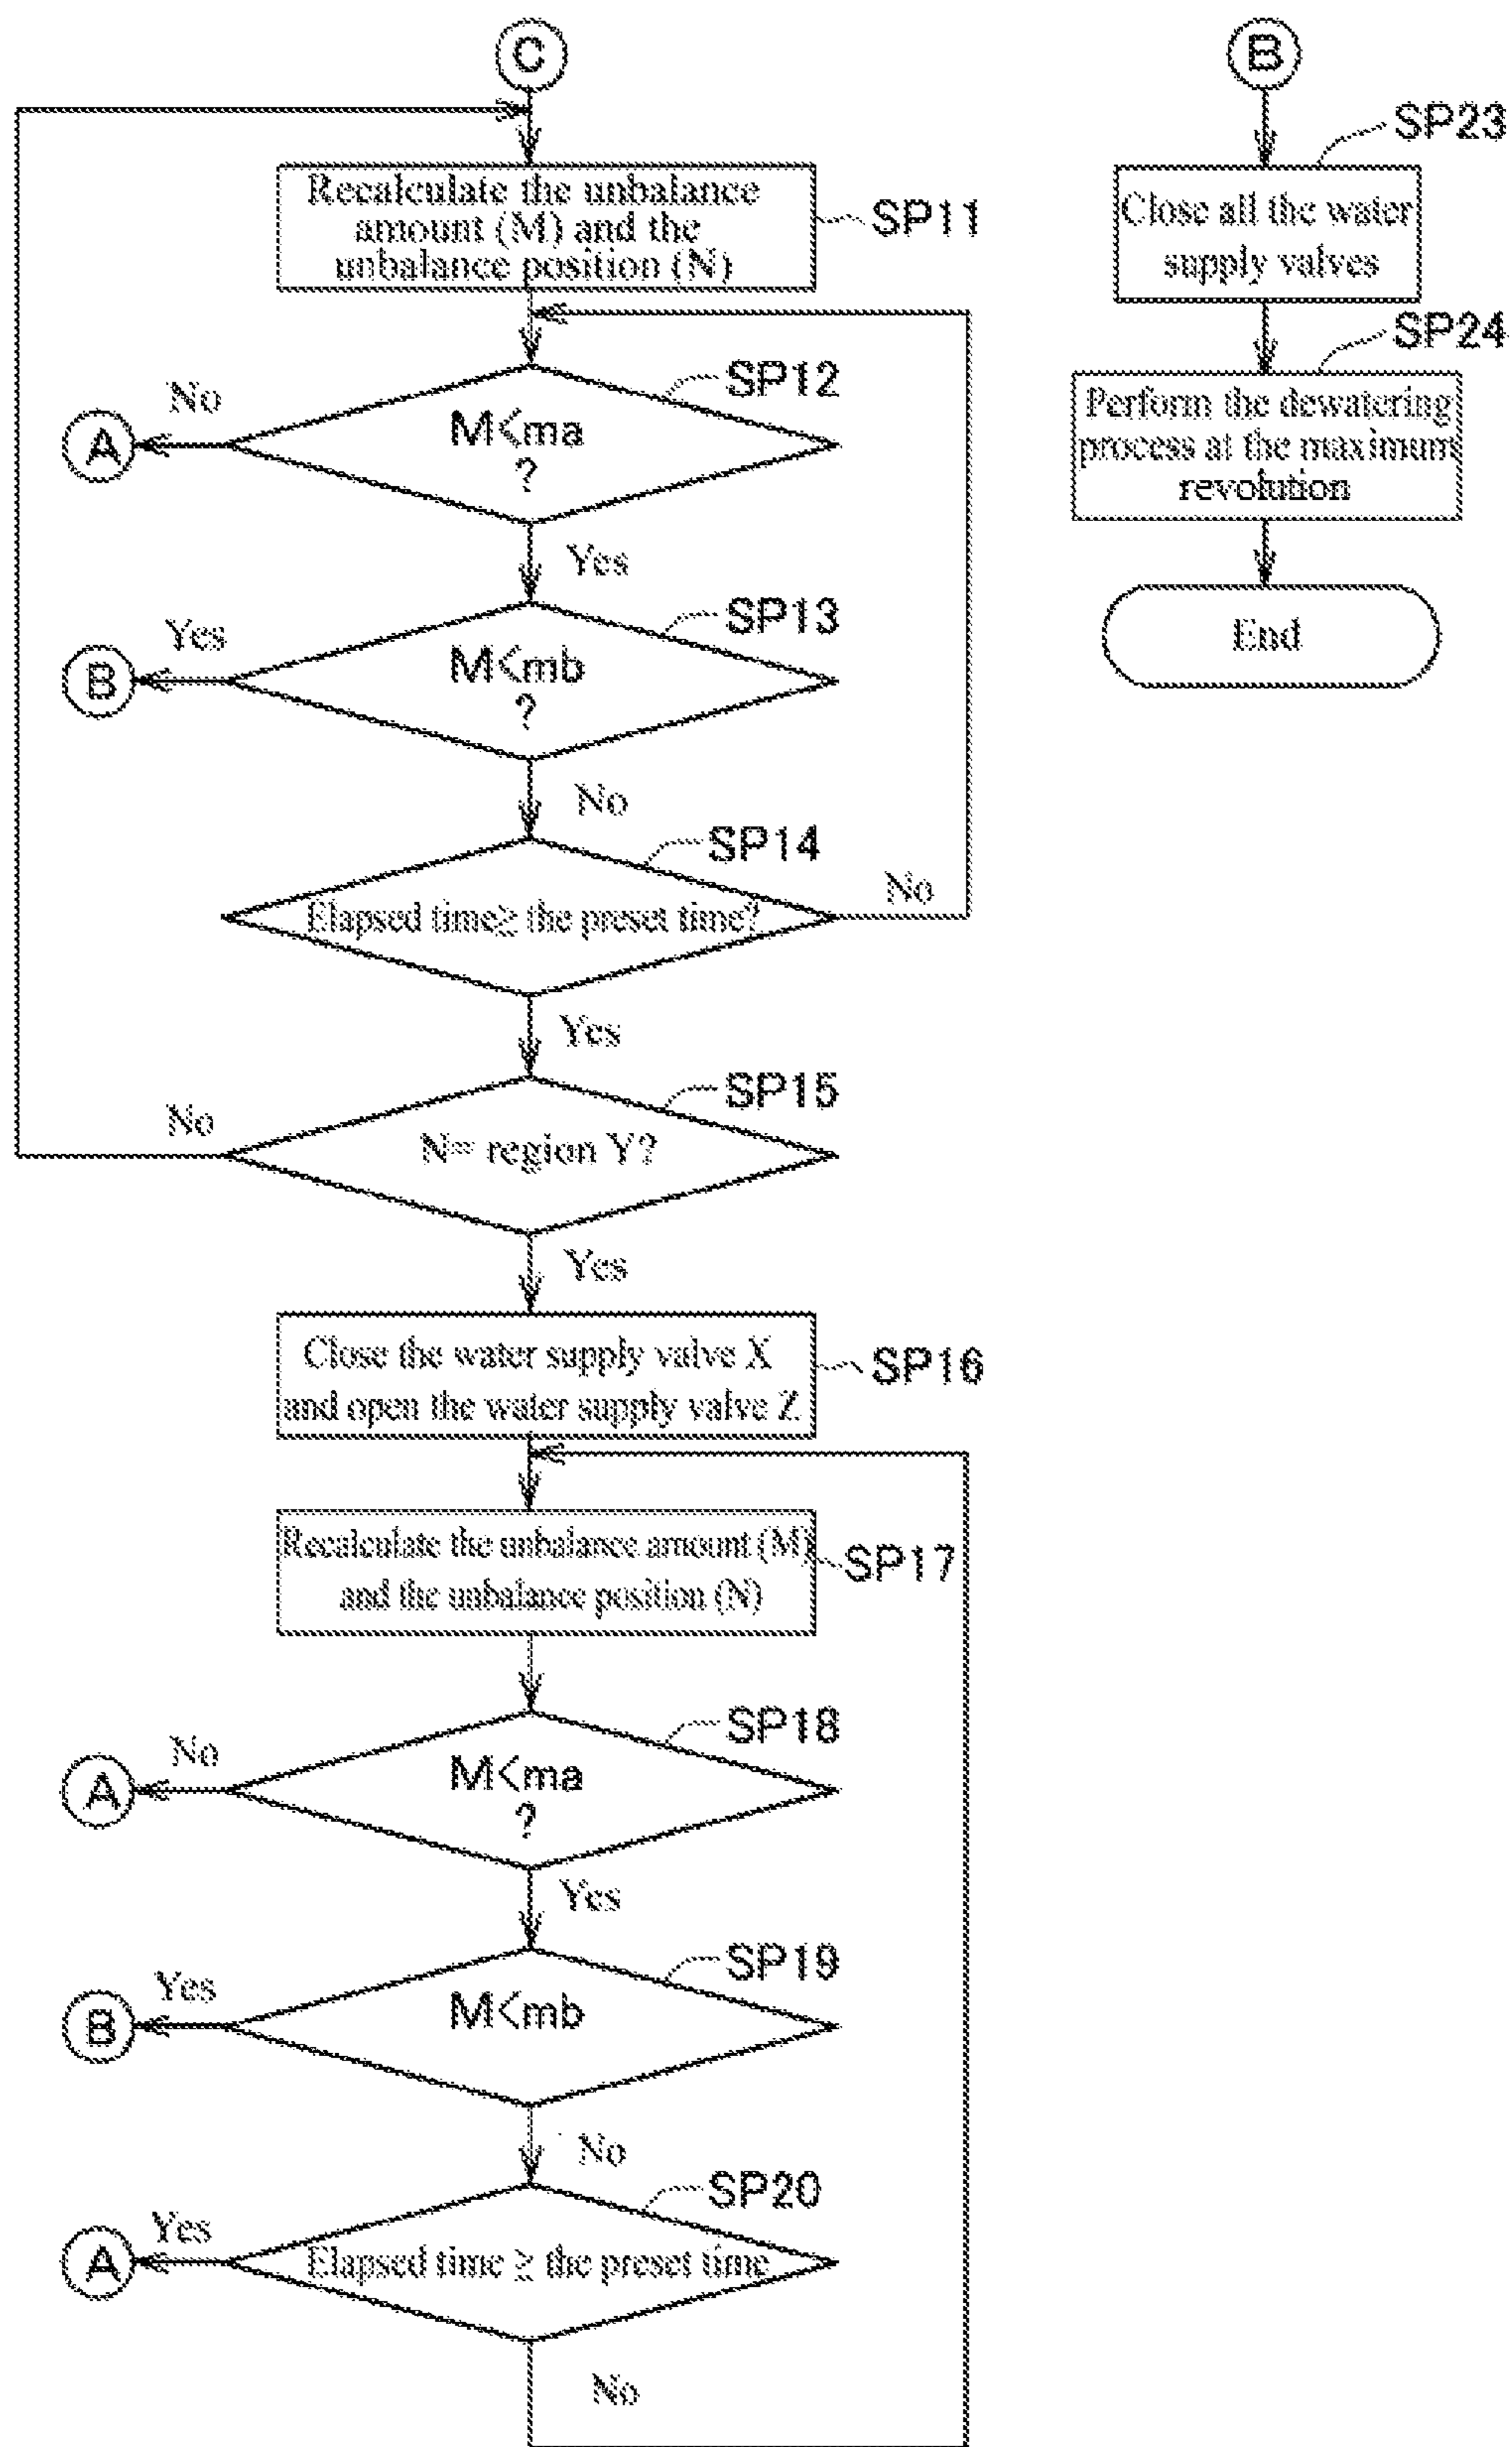 C
Recalculate the unbalance
amount (M) and the
unbalance position (N)
SP11
SP12
No
A
M<ma
?
Yes
SP13
Yes
B
M<mb
?
No
SP14
Elapsed time≥ the preset time?
No
Yes
SP15
No
N= region Y?
Yes
Close the water supply valve X
and open the water supply valve Z
SP16
Recalculate the unbalance amount (M)
and the unbalance position (N)
SP17
SP18
No
A
M<ma
?
Yes
SP19
Yes
B
M<mb
No
SP20
Yes
A
Elapsed time ≥ the preset time
No
B
SP23
Close all the water
supply valves
SP24
Perform the dewatering
process at the maximum
revolution
End